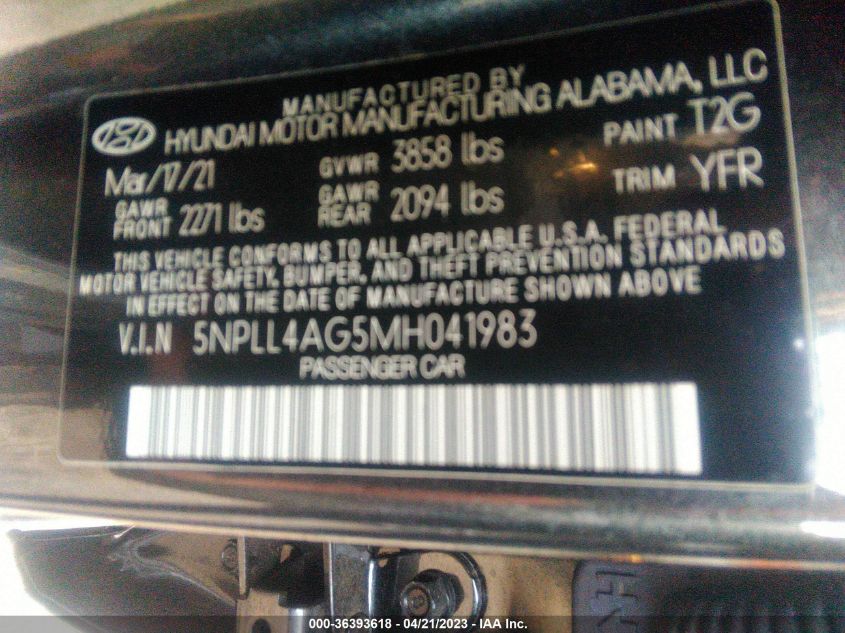 MANUFACTURED BY
HYUNDAI MOTOR MANUFACTURING ALABAMA, LLC
Mar/17/21 GVWR 3858 lbs PAINT T2G
GAWR FRONT 2271 lbs GAWR REAR 2094 lbs TRIM YFR
THIS VEHICLE CONFORMS TO ALL APPLICABLE U.S.A. FEDERAL
MOTOR VEHICLE SAFETY, BUMPER, AND THEFT PREVENTION STANDARDS
IN EFFECT ON THE DATE OF MANUFACTURE SHOWN ABOVE
V.I.N 5NPLL4AG5MH041983
PASSENGER CAR
000-36393618 - 04/21/2023 - IAA Inc.